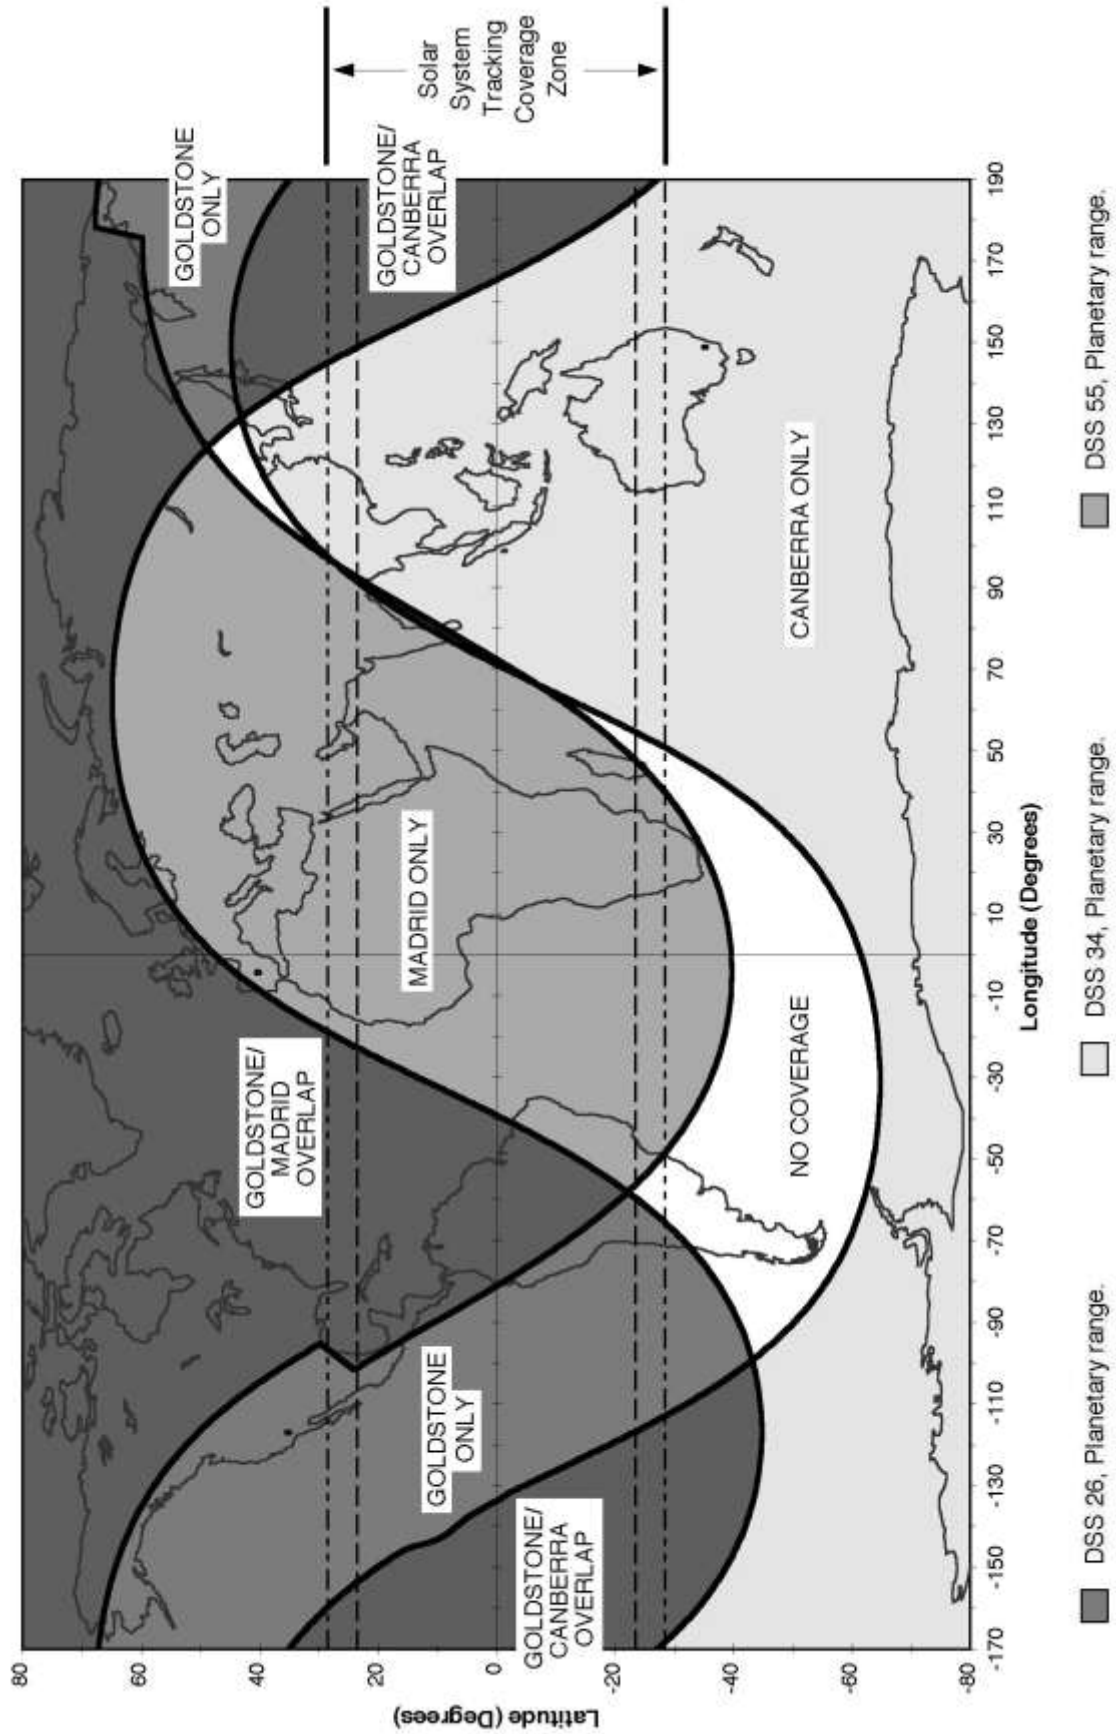 GOLDSTONE
ONLY
GOLDSTONE/
CANBERRA
OVERLAP
Solar
System
Tracking
Coverage
Zone
GOLDSTONE/
MADRID
OVERLAP
MADRID ONLY
GOLDSTONE
ONLY
GOLDSTONE/
CANBERRA
OVERLAP
CANBERRA ONLY
NO COVERAGE
Latitude (Degrees)
80
60
40
20
0
-20
-40
-60
-80
-170
-150
-130
-110
-90
-70
-50
-30
-10
10
30
50
70
90
110
130
150
170
190
Longitude (Degrees)
DSS 26, Planetary range.
DSS 34, Planetary range.
DSS 55, Planetary range.